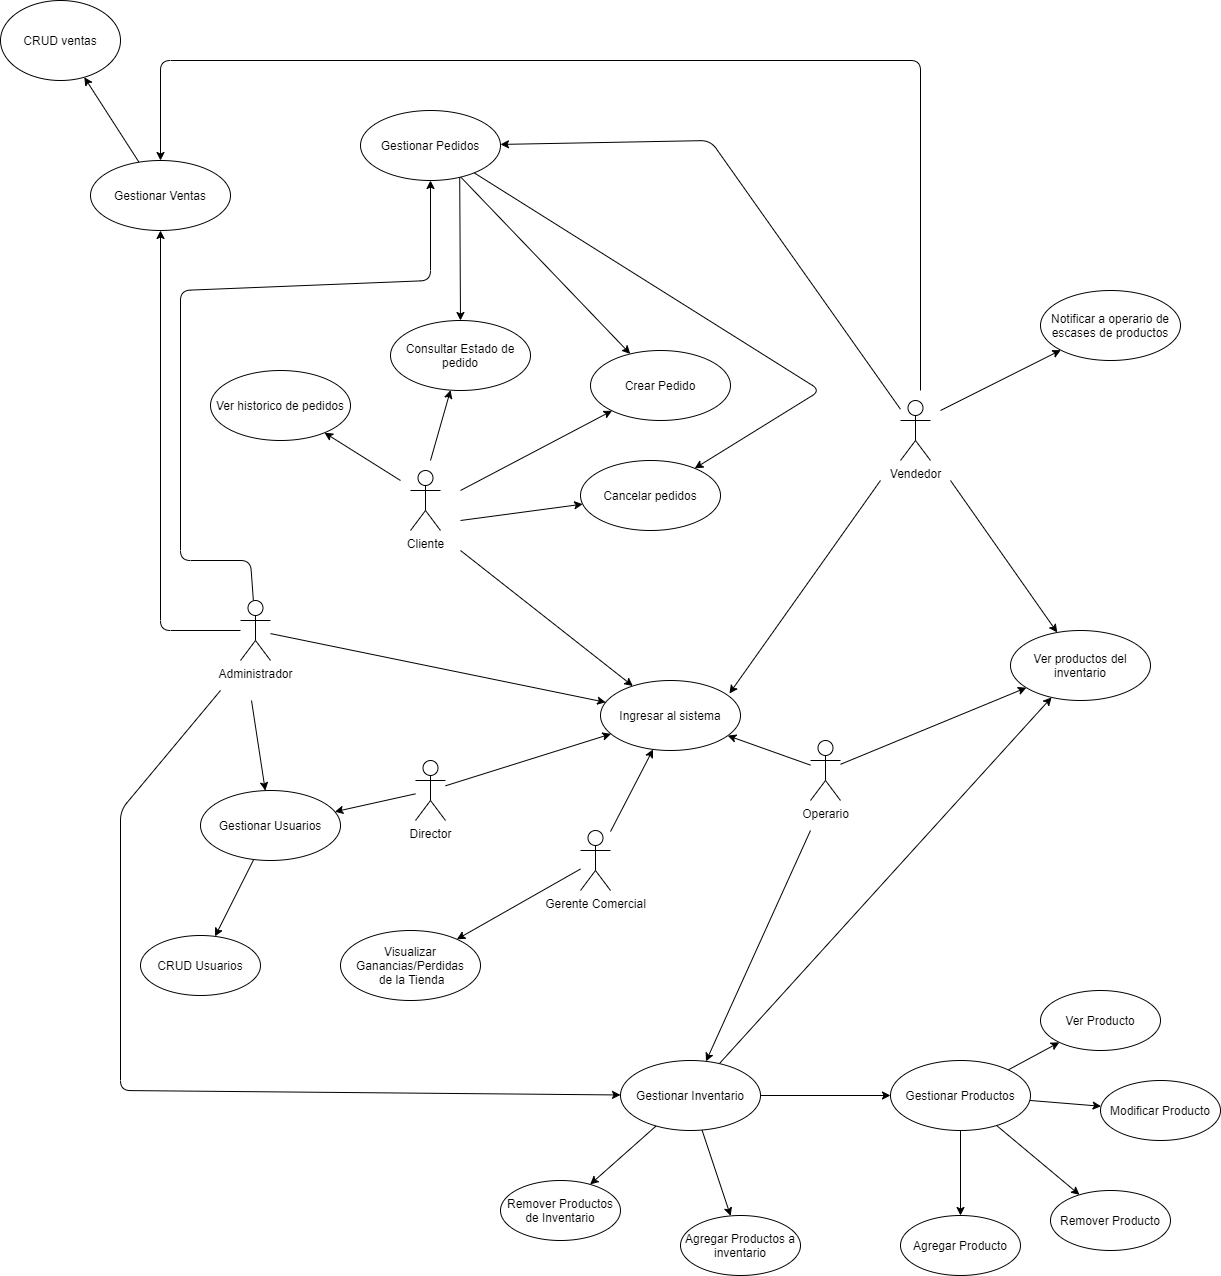 CRUD ventas
Gestionar Pedidos
Gestionar Ventas
Notificar a operario de
escases de productos
Consultar Estado de
pedido
Crear Pedido
Ver historico de pedidos
Vendedor
Cancelar pedidos
Cliente
Ver productos del
inventario
Administrador
Ingresar al sistema
Operario
Gestionar Usuarios
Director
Gerente Comercial
CRUD Usuarios
Visualizar
Ganancias/Perdidas
de la Tienda
Ver Producto
Gestionar Inventario
Gestionar Productos
Modificar Producto
Remover Productos
de Inventario
Remover Producto
Agregar Productos a
inventario
Agregar Producto